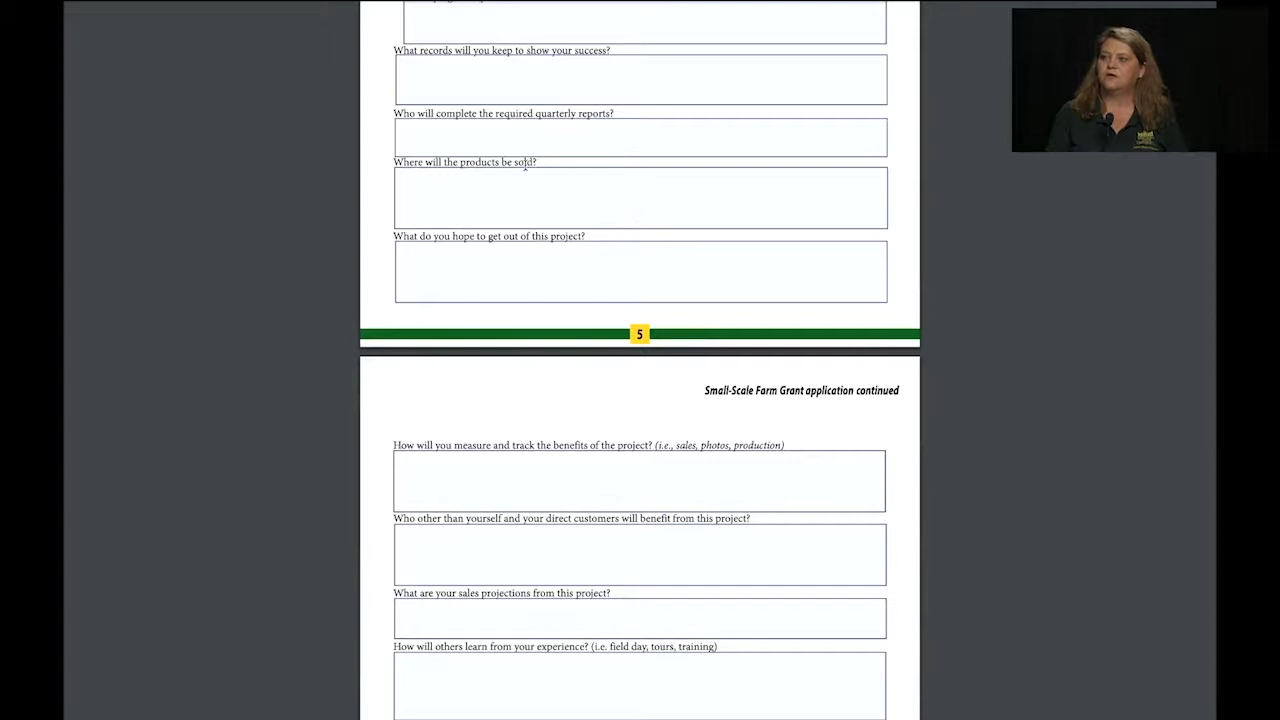 What records will you keep to show your success?
Who will complete the required quarterly reports?
Where will the products be sold?
What do you hope to get out of this project?
5
Small-Scale Farm Grant application continued
How will you measure and track the benefits of the project? (i.e., sales, photos, production)
Who other than yourself and your direct customers will benefit from this project?
What are your sales projections from this project?
How will others learn from your experience? (i.e. field day, tours, training)